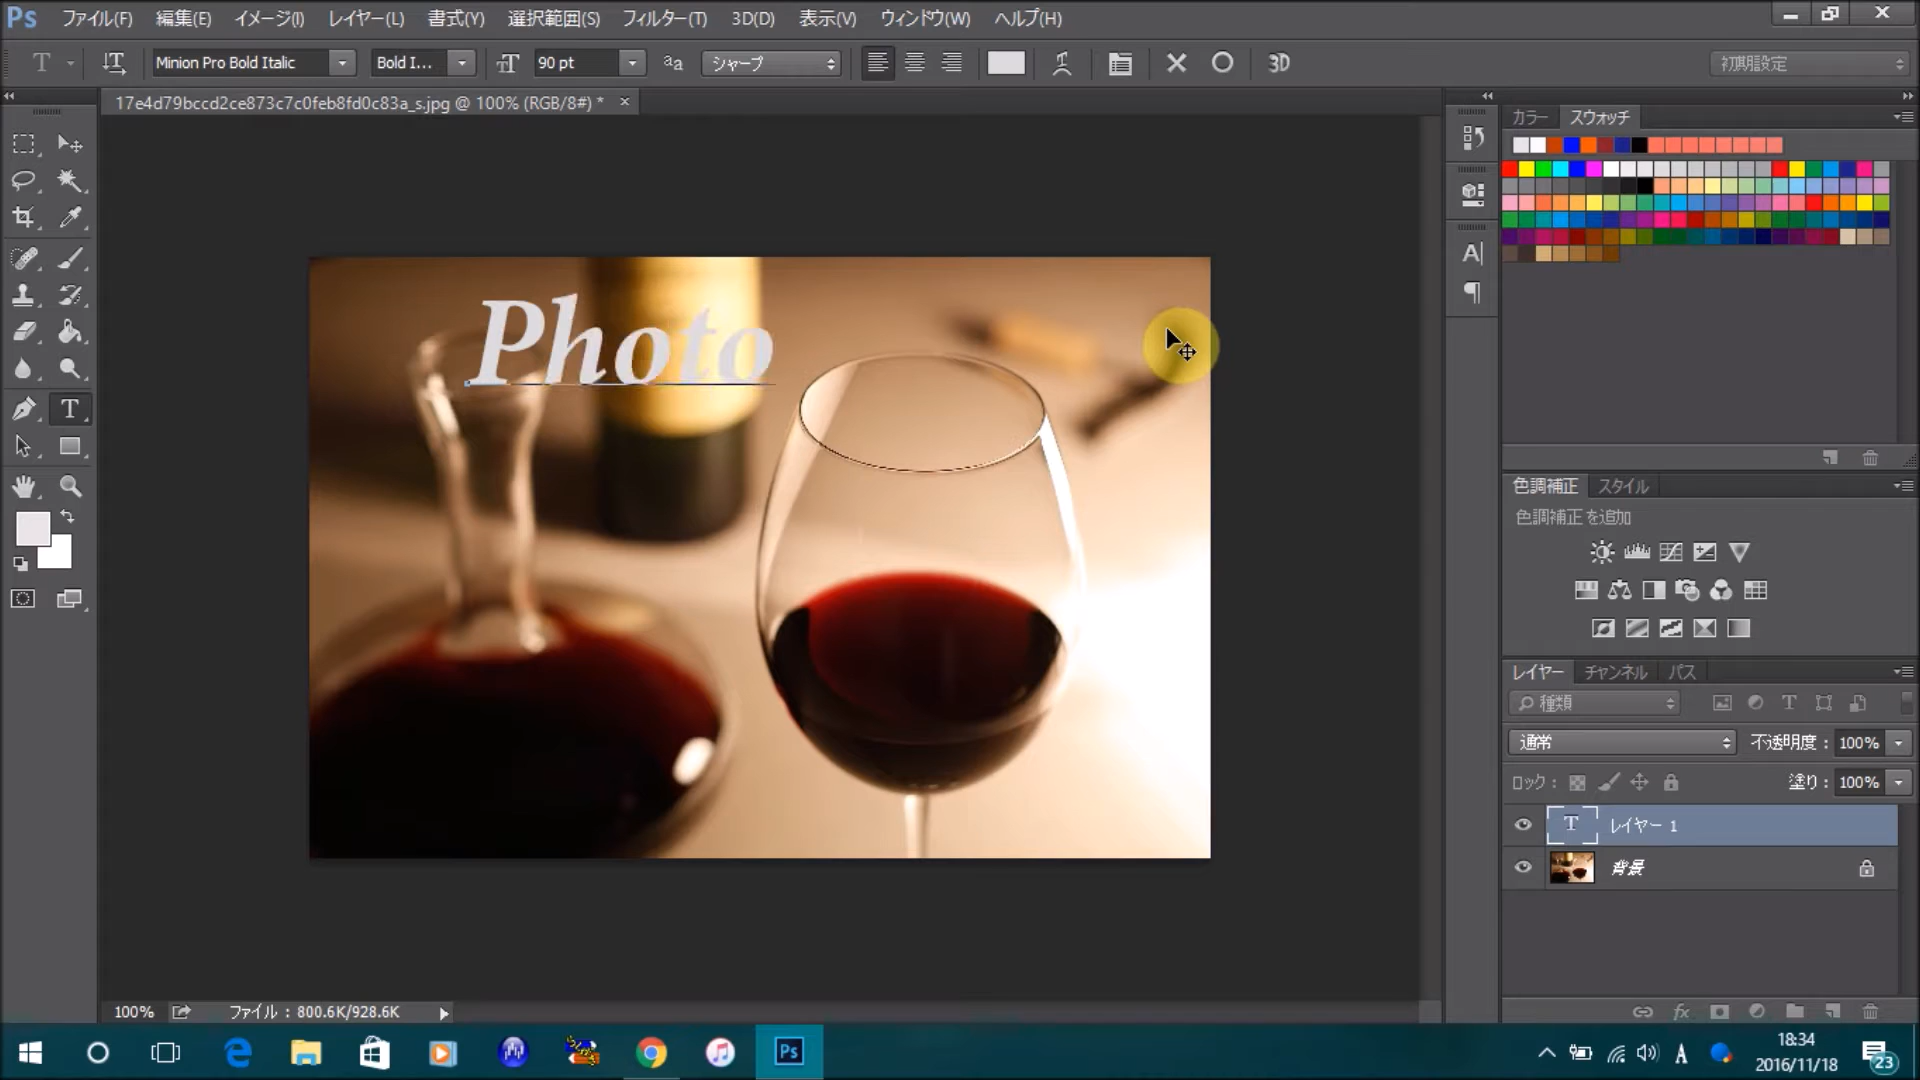 Ps ファイル(F) 編集(E) イメージ(I) レイヤー(L) 書式(Y) 選択範囲(S) フィルター(T) 3D(D) 表示(V) ウィンドウ(W) ヘルプ(H)
T Minion Pro Bold Italic Bold I... 90 pt aa シャープ 3D 初期設定
17e4d79bccd2ce873c7c0feb8fd0c83a_s.jpg @ 100% (RGB/8#) * ×
カラー スウォッチ
Photo
色調補正 スタイル
色調補正を追加
レイヤー チャンネル パス
種類
通常 不透明度 : 100%
ロック : 塗り : 100%
T レイヤー 1
背景
fx
100% ファイル : 800.6K/928.6K
Ps
A 18:34
2016/11/18
23